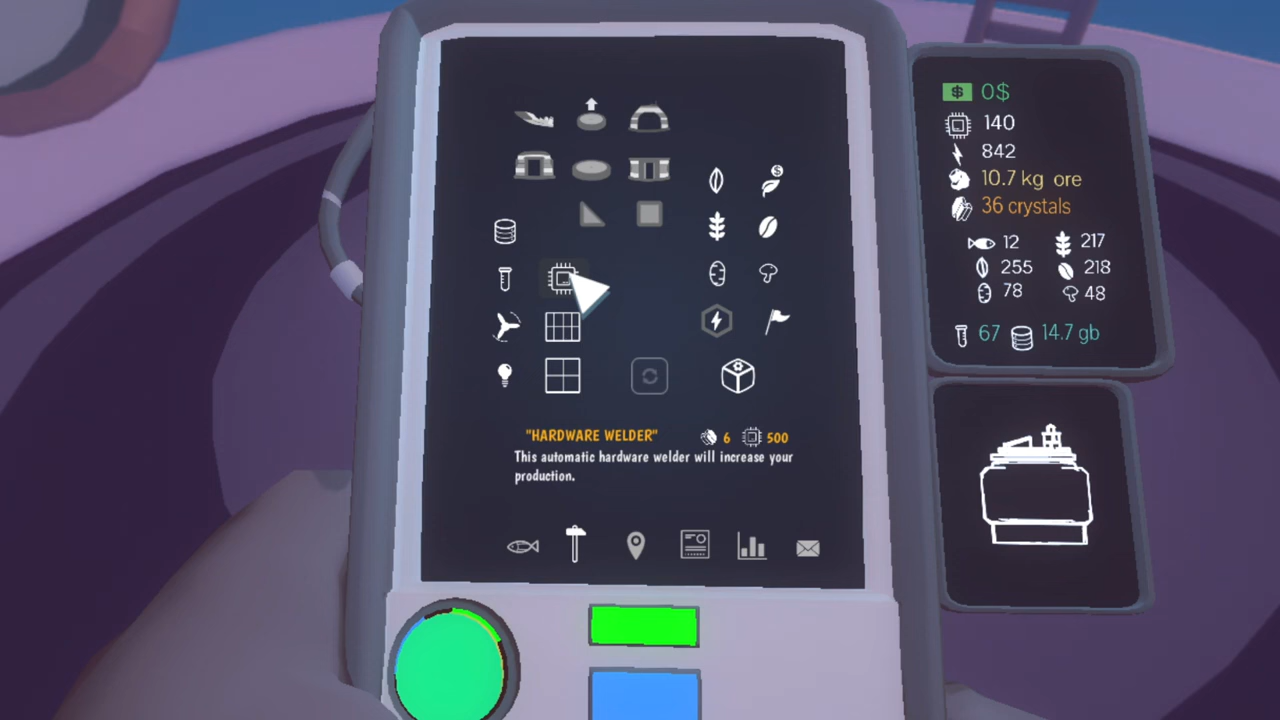 0$
140
842
10.7 kg ore
36 crystals
12 217
255 218
78 48
67 14.7 gb
"HARDWARE WELDER" 6 500
This automatic hardware welder will increase your
production.